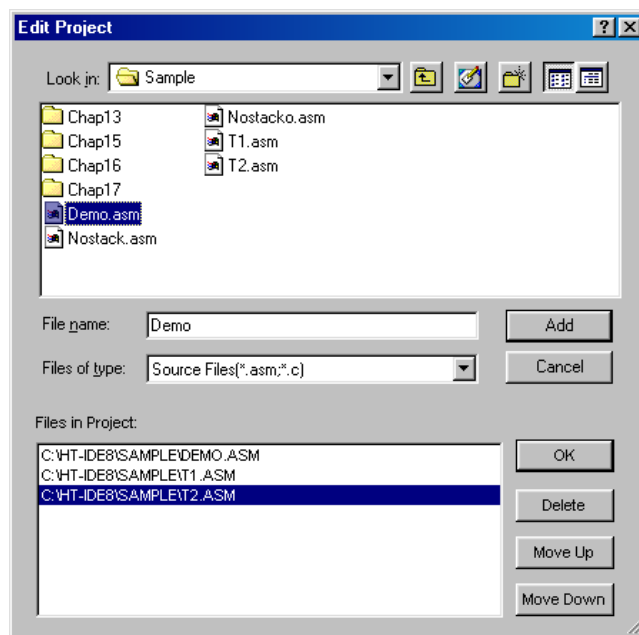 Edit Project
Look in: Sample
Chap13 Nostacko.asm
Chap15 T1.asm
Chap16 T2.asm
Chap17
Demo.asm
Nostack.asm
File name: Demo Add
Files of type: Source Files(*.asm;*.c) Cancel
Files in Project:
C:\HT-IDE8\SAMPLE\DEMO.ASM OK
C:\HT-IDE8\SAMPLE\T1.ASM
C:\HT-IDE8\SAMPLE\T2.ASM
Delete
Move Up
Move Down